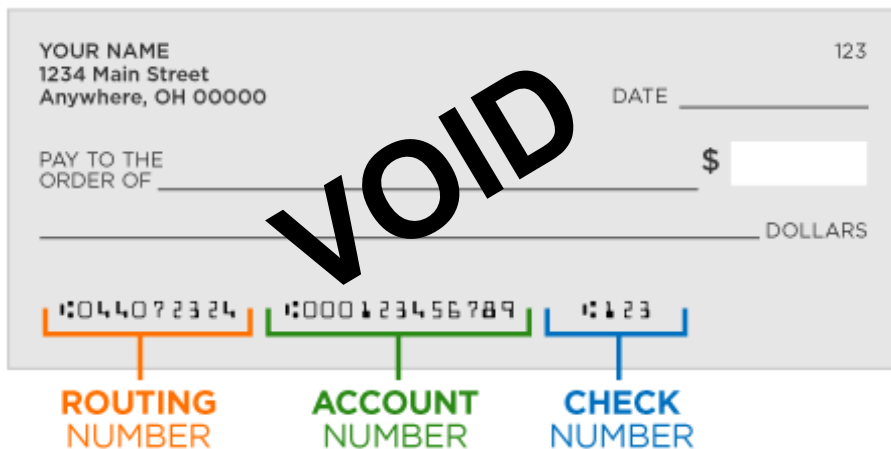 YOUR NAME
123
1234 Main Street
Anywhere, OH 00000
DATE
VOID
PAY TO THE
ORDER OF
$
DOLLARS
⑆044072324
⑆000123456789
⑆123
ROUTING
NUMBER
ACCOUNT
NUMBER
CHECK
NUMBER